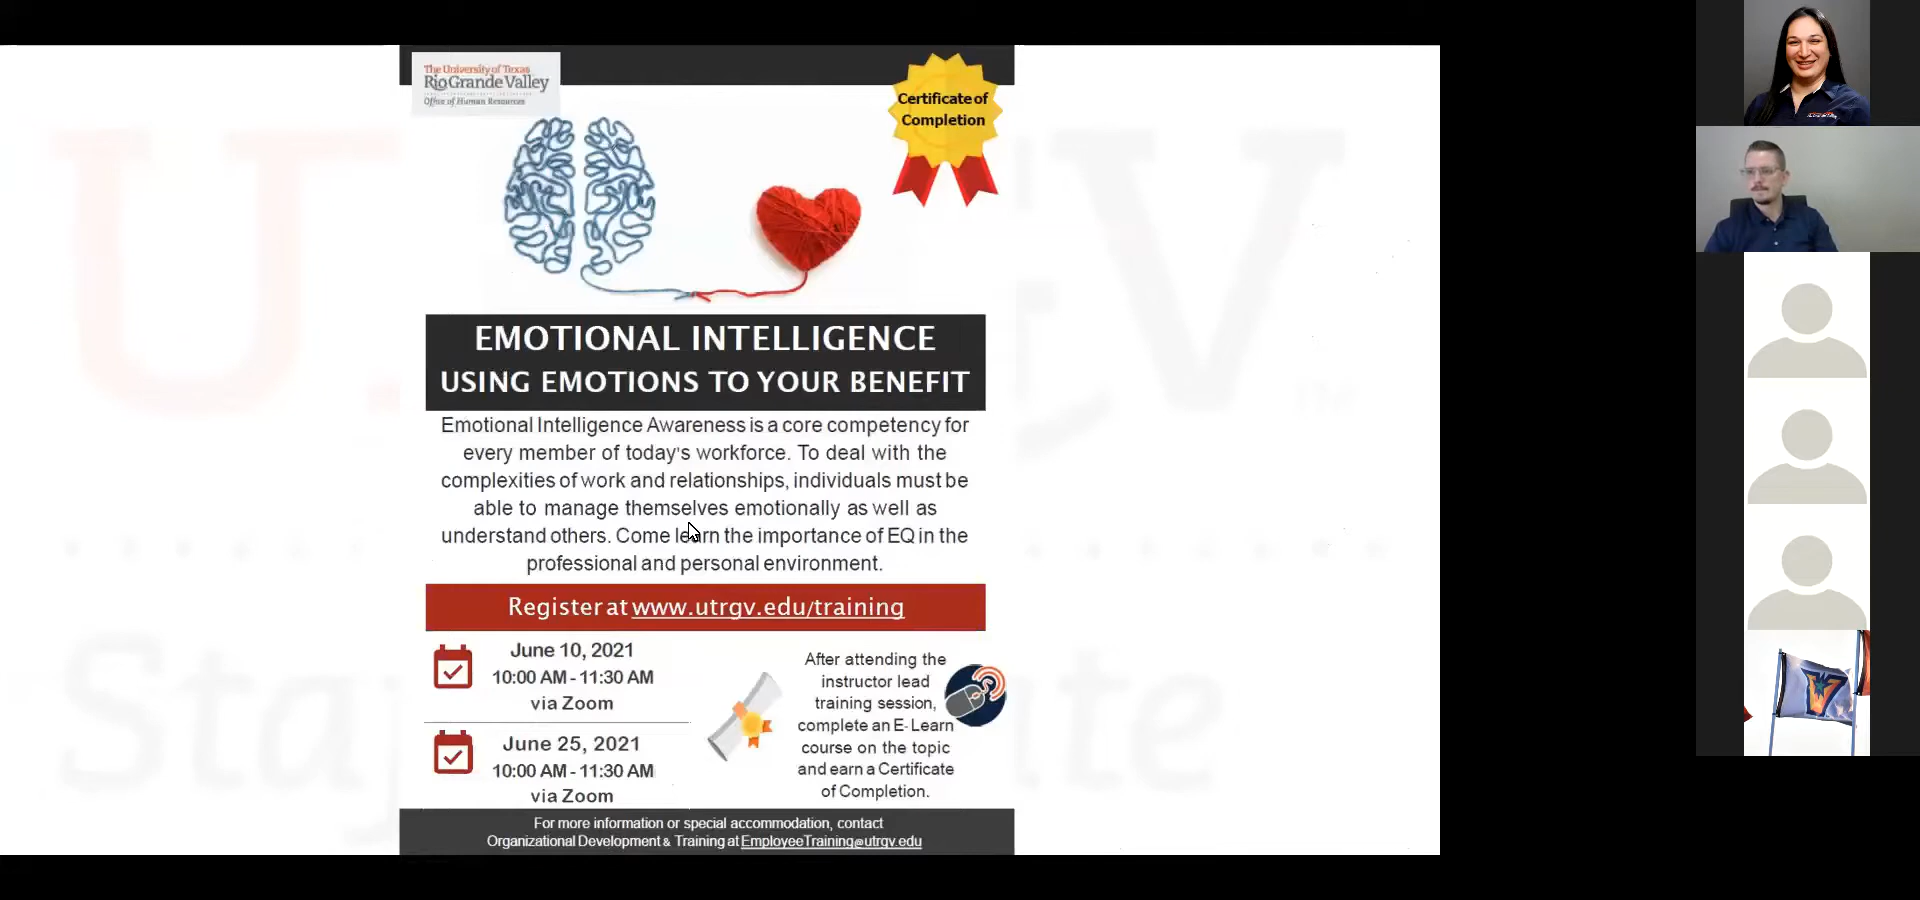 The University of Texas
Rio Grande Valley
Office of Human Resources
Certificate of
Completion
EMOTIONAL INTELLIGENCE
USING EMOTIONS TO YOUR BENEFIT
Emotional Intelligence Awareness is a core competency for
every member of today's workforce. To deal with the
complexities of work and relationships, individuals must be
able to manage themselves emotionally as well as
understand others. Come learn the importance of EQ in the
professional and personal environment.
Register at www.utrgv.edu/training
June 10, 2021
10:00 AM - 11:30 AM
via Zoom
June 25, 2021
10:00 AM - 11:30 AM
via Zoom
After attending the
instructor lead
training session,
complete an E-Learn
course on the topic
and earn a Certificate
of Completion.
For more information or special accommodation, contact
Organizational Development & Training at EmployeeTraining@utrgv.edu